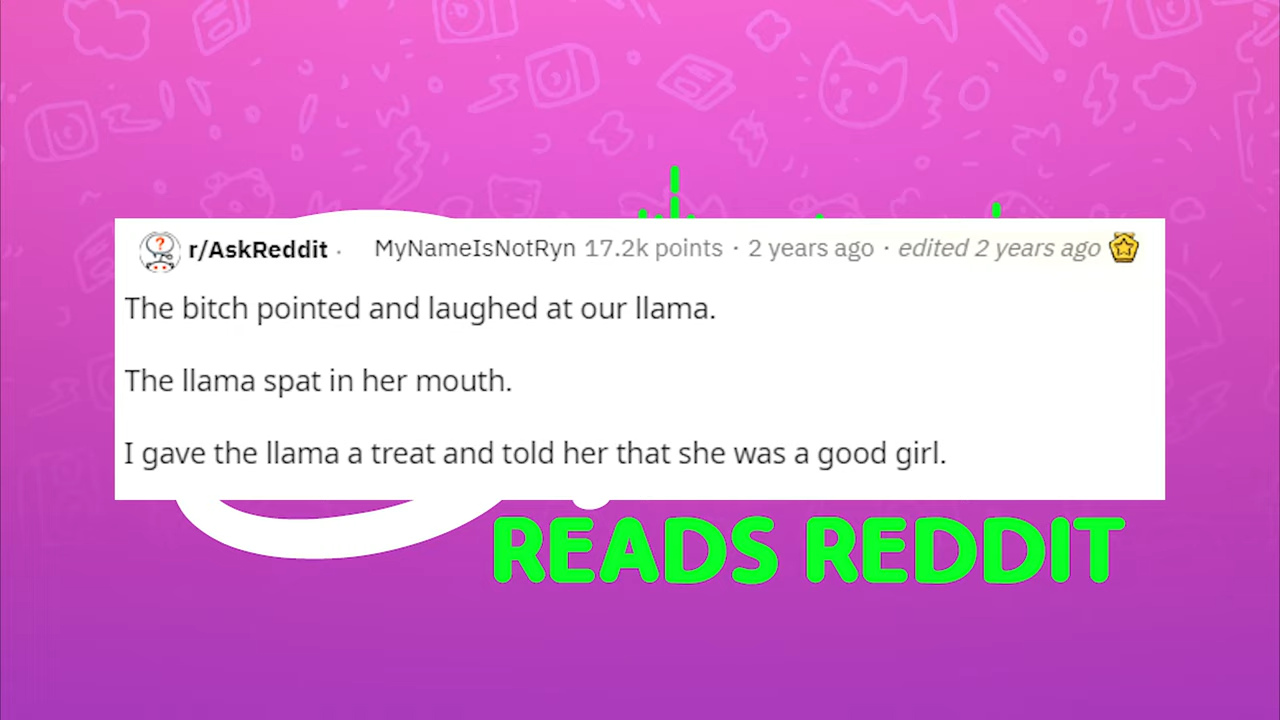 r/AskReddit · MyNameIsNotRyn 17.2k points · 2 years ago · edited 2 years ago
The bitch pointed and laughed at our llama.
The llama spat in her mouth.
I gave the llama a treat and told her that she was a good girl.
READS REDDIT